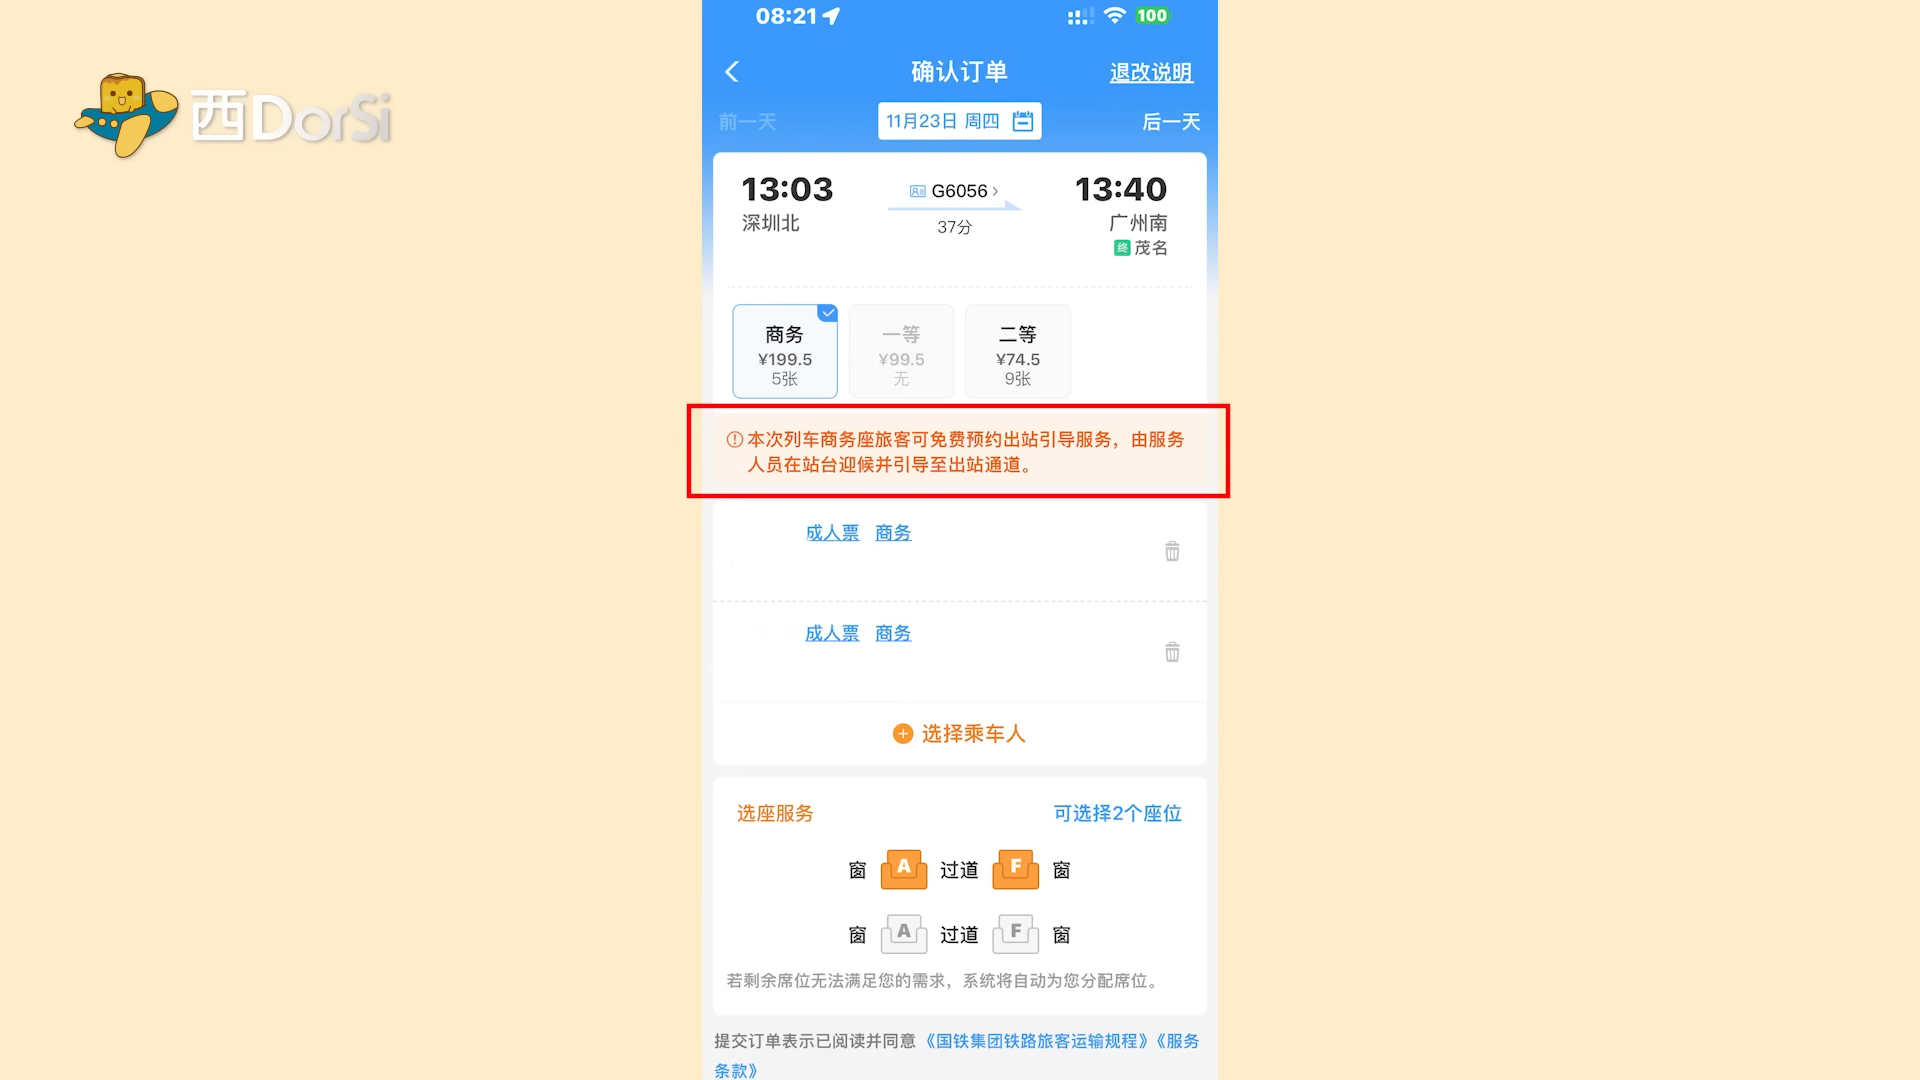 08:21
100
西DorSi
确认订单
退改说明
前一天
11月23日 周四
后一天
13:03
G6056
13:40
深圳北
37分
广州南
终 茂名
商务
¥199.5
5张
一等
¥99.5
无
二等
¥74.5
9张
本次列车商务座旅客可免费预约出站引导服务，由服务
人员在站台迎候并引导至出站通道。
成人票 商务
成人票 商务
选择乘车人
选座服务
可选择2个座位
窗 A 过道 F 窗
窗 A 过道 F 窗
若剩余席位无法满足您的需求，系统将自动为您分配席位。
提交订单表示已阅读并同意《国铁集团铁路旅客运输规程》《服务
条款》